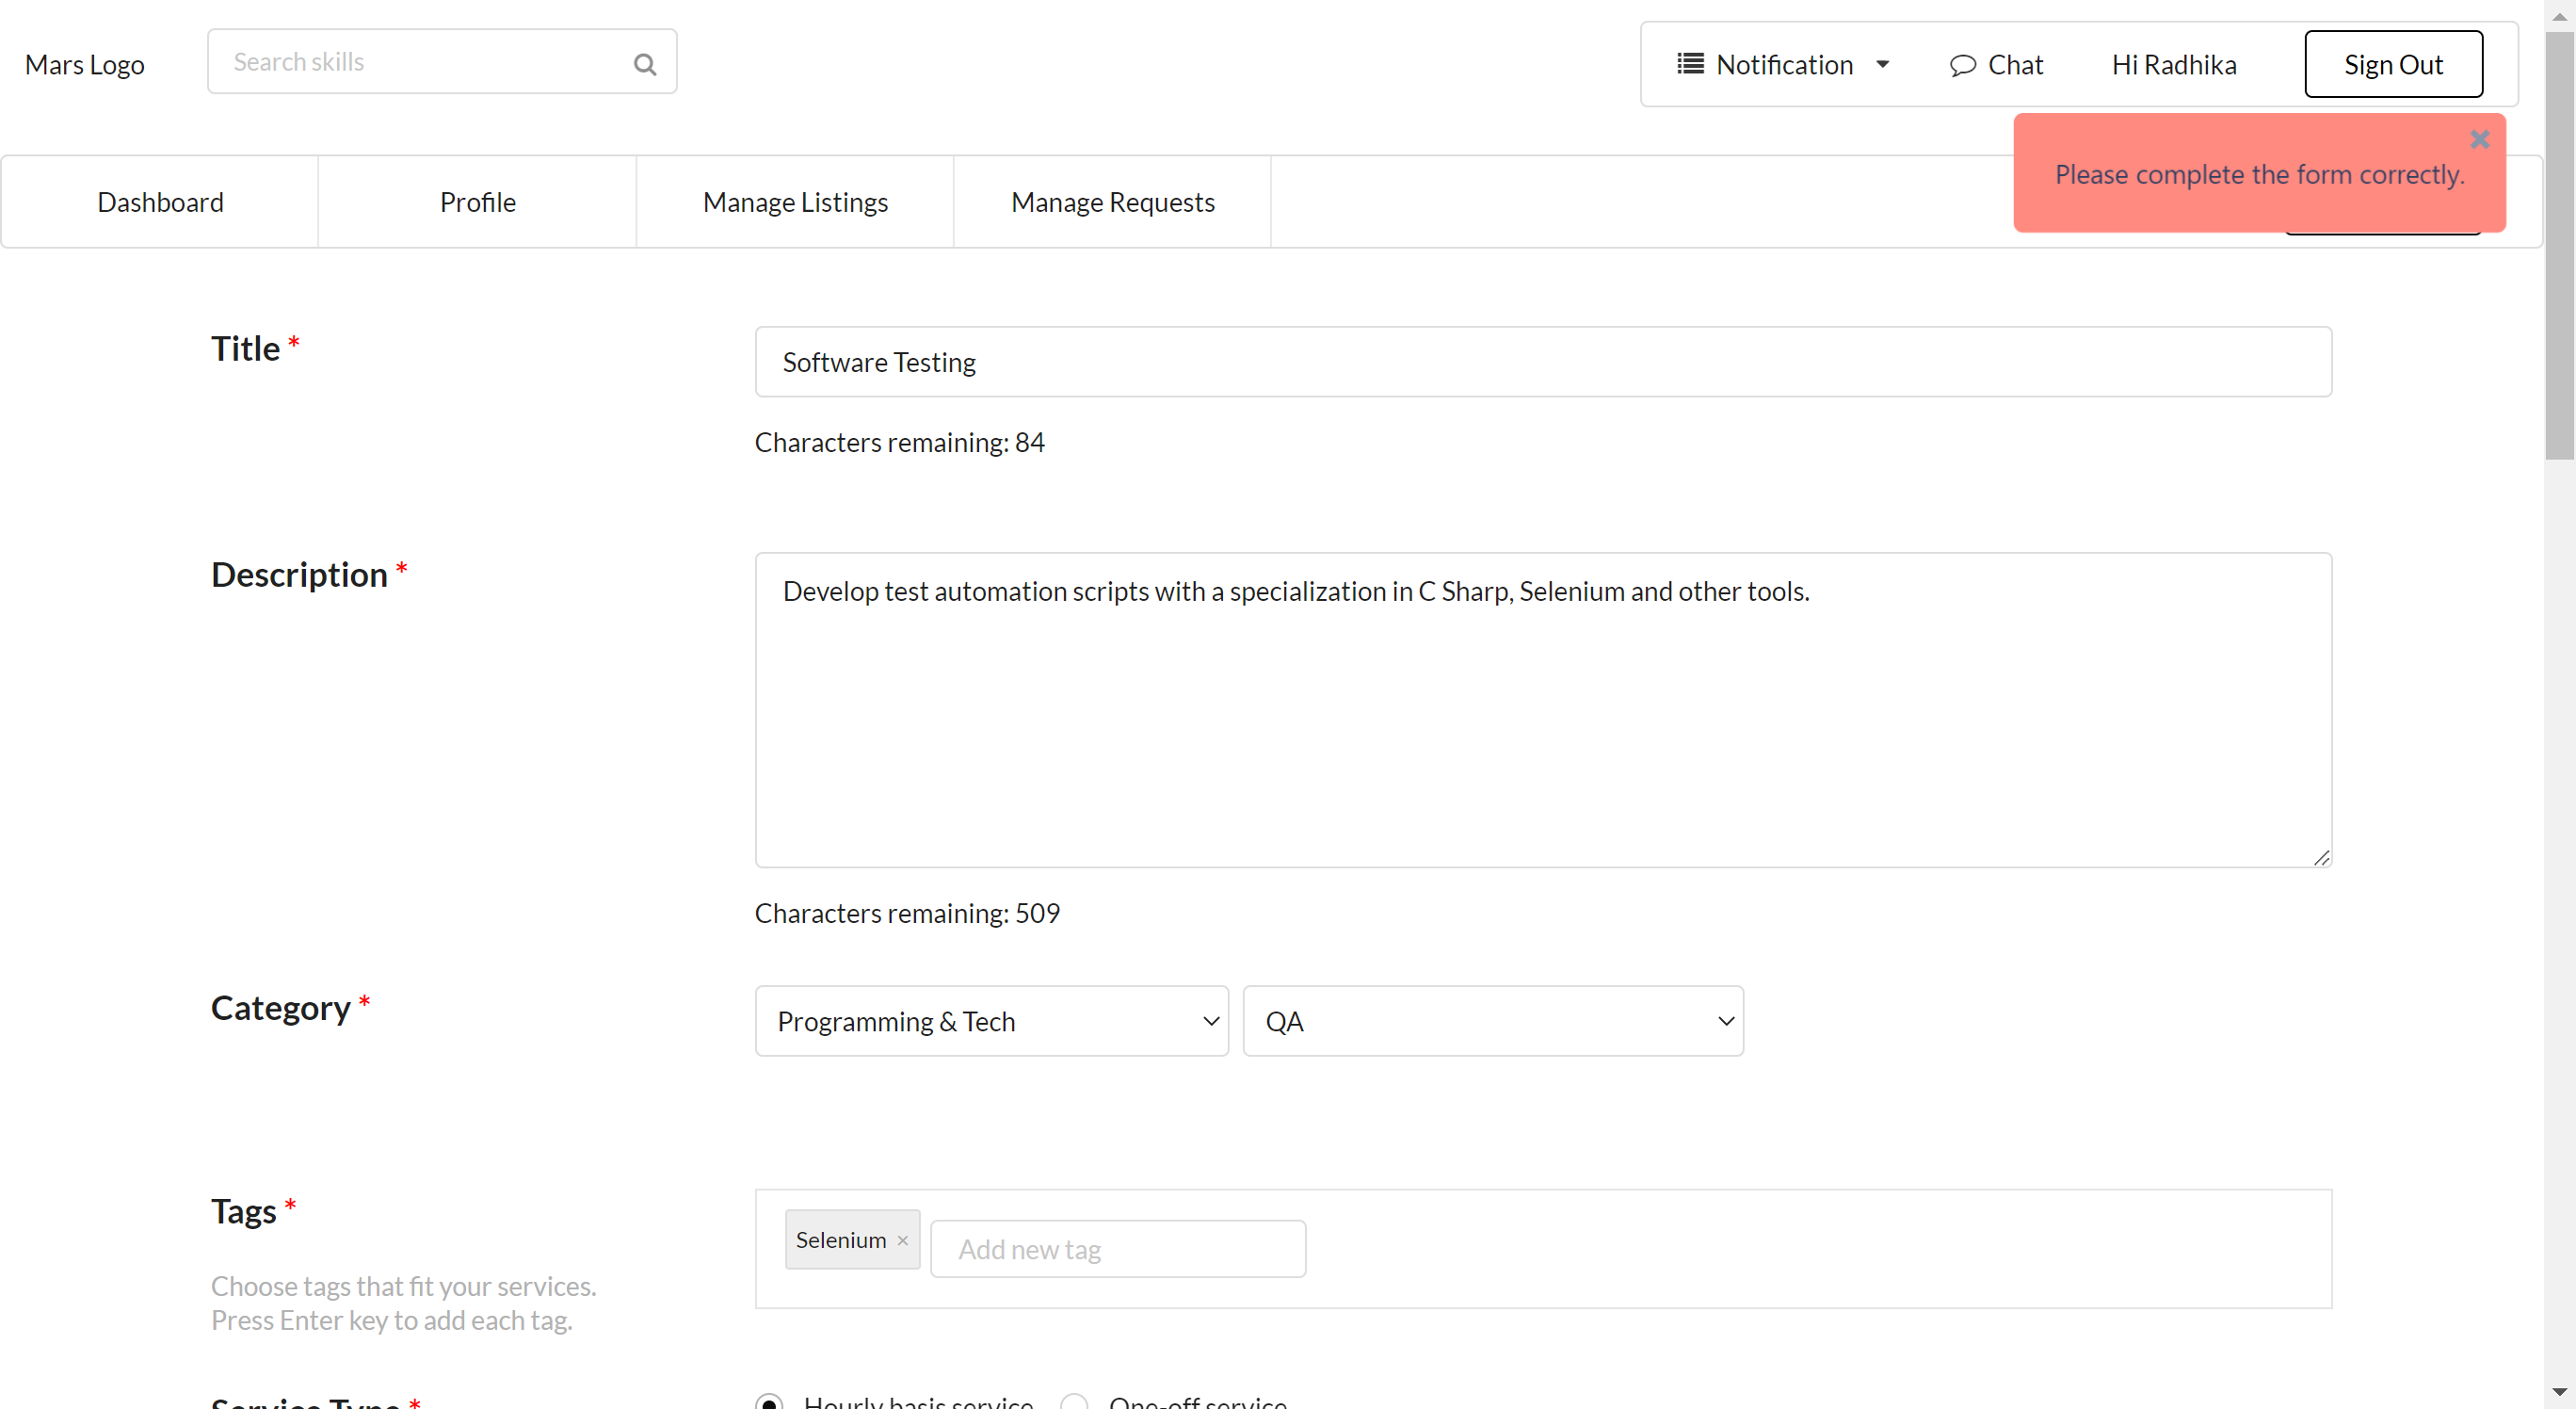 Mars Logo
Search skills
Notification
Chat
Hi Radhika
Sign Out
Please complete the form correctly.
Dashboard
Profile
Manage Listings
Manage Requests
Title *
Software Testing
Characters remaining: 84
Description *
Develop test automation scripts with a specialization in C Sharp, Selenium and other tools.
Characters remaining: 509
Category *
Programming & Tech
QA
Tags *
Selenium ×
Add new tag
Choose tags that fit your services.
Press Enter key to add each tag.
Service Type *
Hourly basis service
One-off service